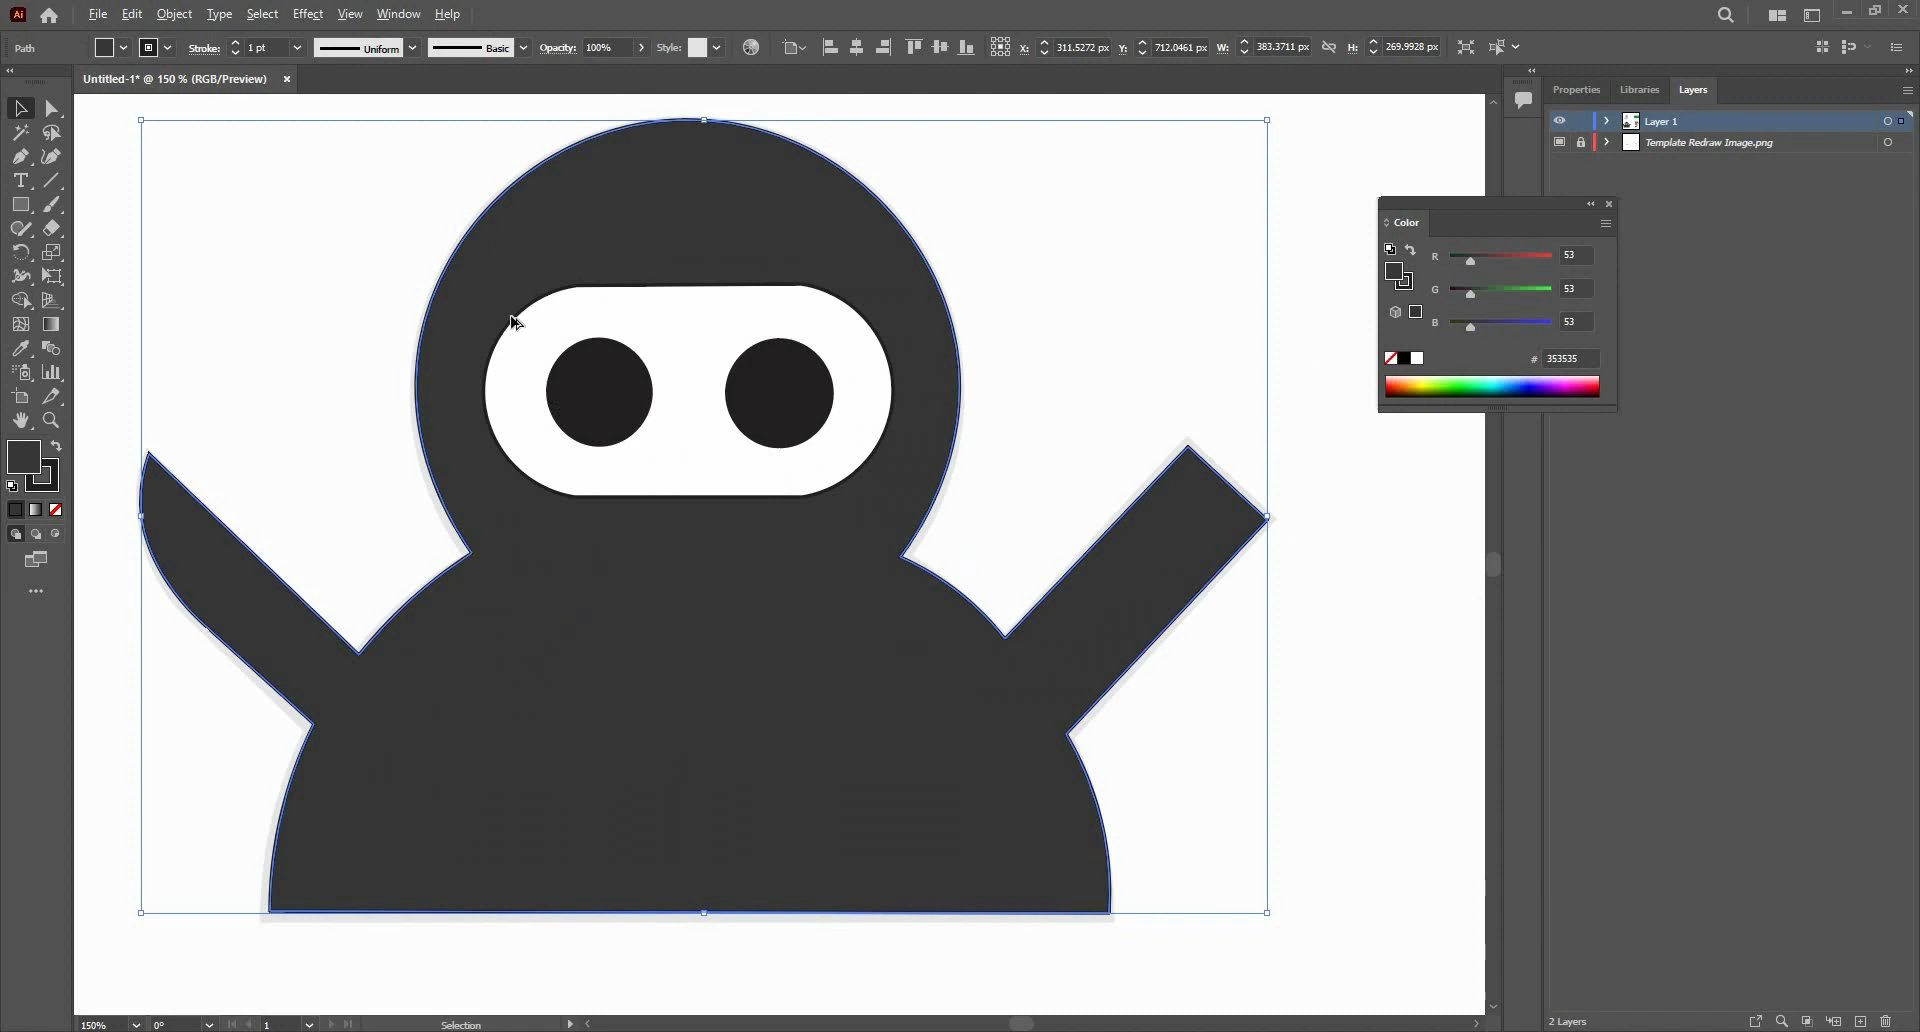 Ai File Edit Object Type Select Effect View Window Help
Path Stroke: 1 pt Uniform Basic Opacity: 100% Style: X: 311.5272 px Y: 712.0461 px W: 383.3711 px H: 269.9928 px
Untitled-1* @ 150 % (RGB/Preview)
Properties Libraries Layers
Layer 1
Template Redraw Image.png
Color
R 53
G 53
B 53
# 353535
150% 0° 1 Selection
2 Layers